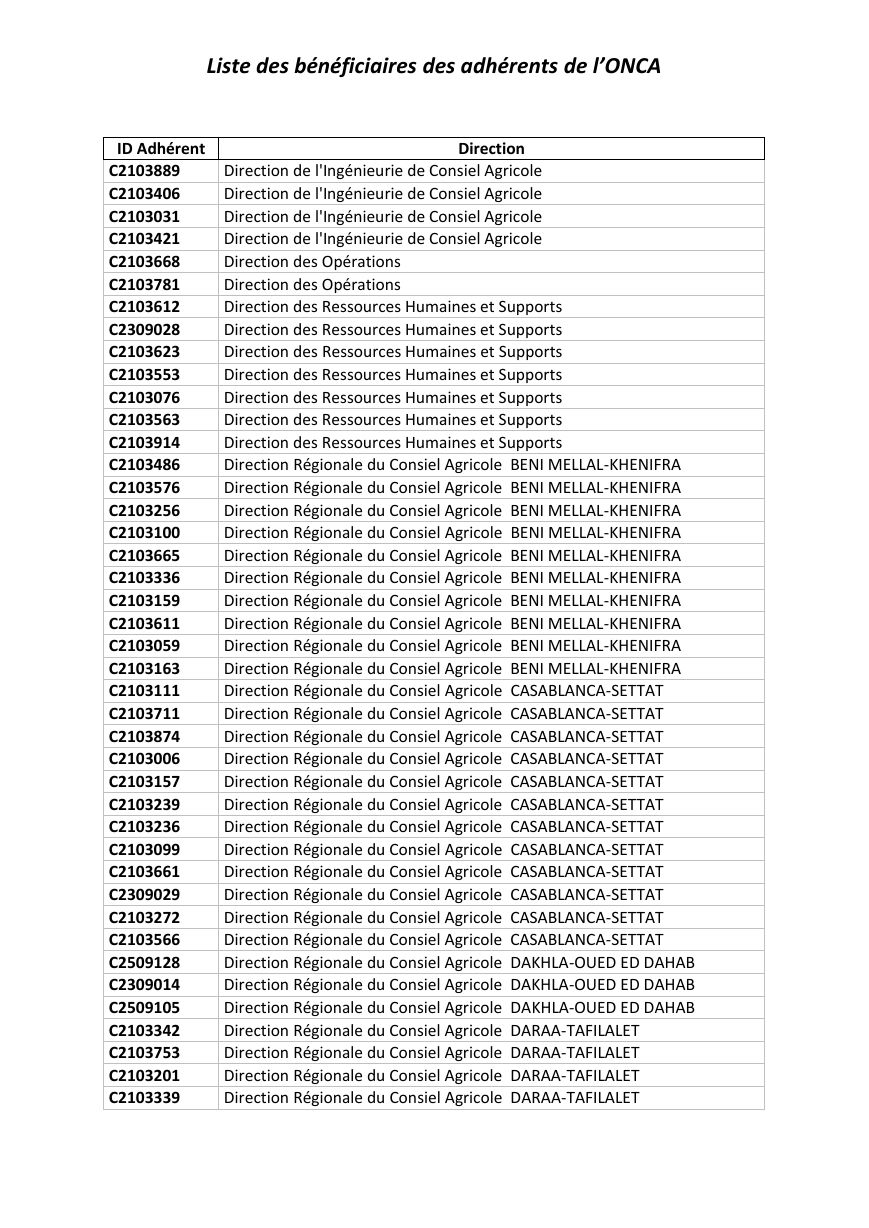 Liste des bénéficiaires des adhérents de l’ONCA
ID Adhérent Direction
C2103889 Direction de l'Ingénieurie de Consiel Agricole
C2103406 Direction de l'Ingénieurie de Consiel Agricole
C2103031 Direction de l'Ingénieurie de Consiel Agricole
C2103421 Direction de l'Ingénieurie de Consiel Agricole
C2103668 Direction des Opérations
C2103781 Direction des Opérations
C2103612 Direction des Ressources Humaines et Supports
C2309028 Direction des Ressources Humaines et Supports
C2103623 Direction des Ressources Humaines et Supports
C2103553 Direction des Ressources Humaines et Supports
C2103076 Direction des Ressources Humaines et Supports
C2103563 Direction des Ressources Humaines et Supports
C2103914 Direction des Ressources Humaines et Supports
C2103486 Direction Régionale du Consiel Agricole  BENI MELLAL-KHENIFRA
C2103576 Direction Régionale du Consiel Agricole  BENI MELLAL-KHENIFRA
C2103256 Direction Régionale du Consiel Agricole  BENI MELLAL-KHENIFRA
C2103100 Direction Régionale du Consiel Agricole  BENI MELLAL-KHENIFRA
C2103665 Direction Régionale du Consiel Agricole  BENI MELLAL-KHENIFRA
C2103336 Direction Régionale du Consiel Agricole  BENI MELLAL-KHENIFRA
C2103159 Direction Régionale du Consiel Agricole  BENI MELLAL-KHENIFRA
C2103611 Direction Régionale du Consiel Agricole  BENI MELLAL-KHENIFRA
C2103059 Direction Régionale du Consiel Agricole  BENI MELLAL-KHENIFRA
C2103163 Direction Régionale du Consiel Agricole  BENI MELLAL-KHENIFRA
C2103111 Direction Régionale du Consiel Agricole  CASABLANCA-SETTAT
C2103711 Direction Régionale du Consiel Agricole  CASABLANCA-SETTAT
C2103874 Direction Régionale du Consiel Agricole  CASABLANCA-SETTAT
C2103006 Direction Régionale du Consiel Agricole  CASABLANCA-SETTAT
C2103157 Direction Régionale du Consiel Agricole  CASABLANCA-SETTAT
C2103239 Direction Régionale du Consiel Agricole  CASABLANCA-SETTAT
C2103236 Direction Régionale du Consiel Agricole  CASABLANCA-SETTAT
C2103099 Direction Régionale du Consiel Agricole  CASABLANCA-SETTAT
C2103661 Direction Régionale du Consiel Agricole  CASABLANCA-SETTAT
C2309029 Direction Régionale du Consiel Agricole  CASABLANCA-SETTAT
C2103272 Direction Régionale du Consiel Agricole  CASABLANCA-SETTAT
C2103566 Direction Régionale du Consiel Agricole  CASABLANCA-SETTAT
C2509128 Direction Régionale du Consiel Agricole  DAKHLA-OUED ED DAHAB
C2309014 Direction Régionale du Consiel Agricole  DAKHLA-OUED ED DAHAB
C2509105 Direction Régionale du Consiel Agricole  DAKHLA-OUED ED DAHAB
C2103342 Direction Régionale du Consiel Agricole  DARAA-TAFILALET
C2103753 Direction Régionale du Consiel Agricole  DARAA-TAFILALET
C2103201 Direction Régionale du Consiel Agricole  DARAA-TAFILALET
C2103339 Direction Régionale du Consiel Agricole  DARAA-TAFILALET